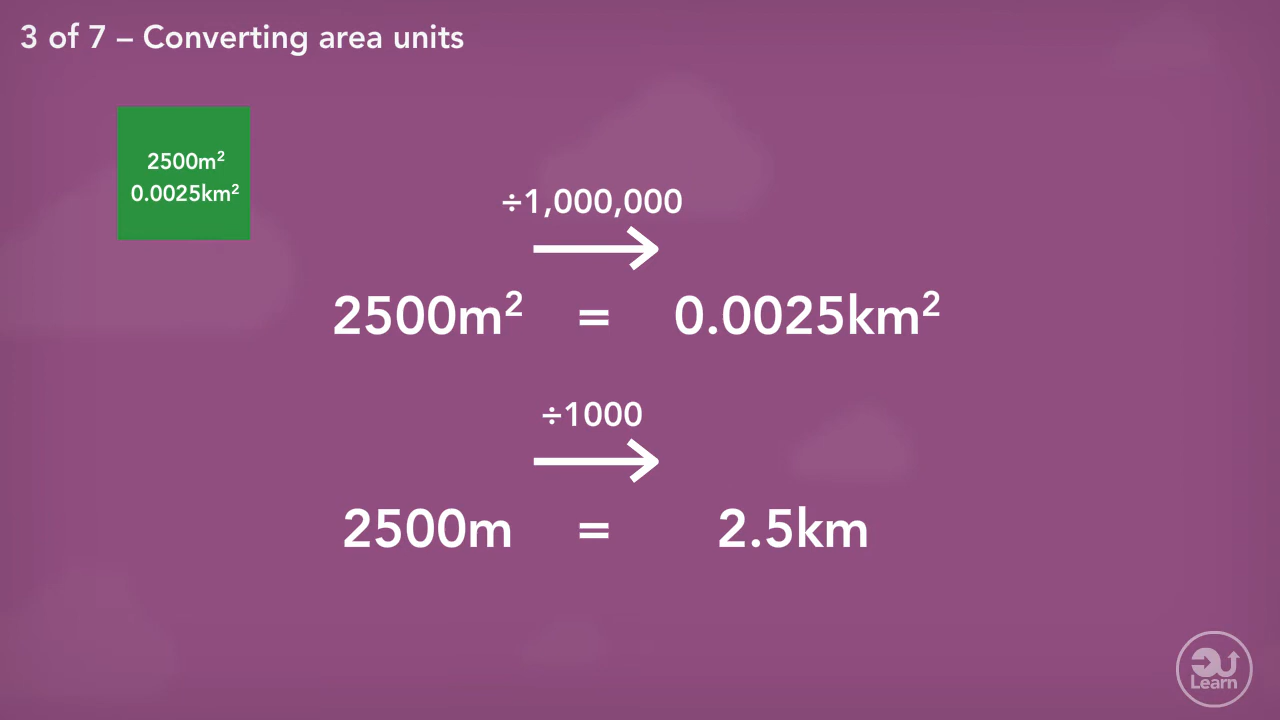 3 of 7 – Converting area units
2500m²
0.0025km²
÷1,000,000
2500m² = 0.0025km²
÷1000
2500m = 2.5km
Learn